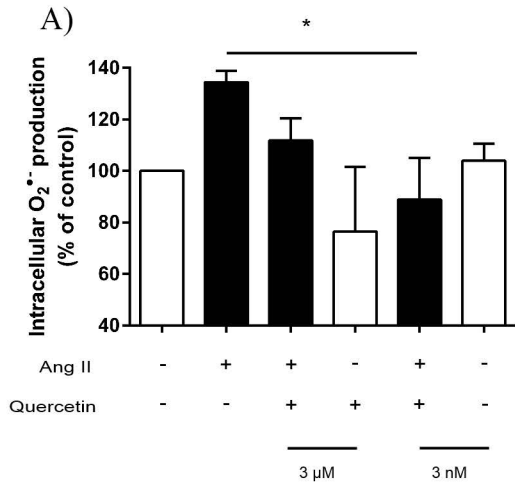 A)
*
Intracellular O₂•- production
(% of control)
140
120
100
80
60
40
Ang II - + + - + -
Quercetin - - + + + -
3 µM 3 nM